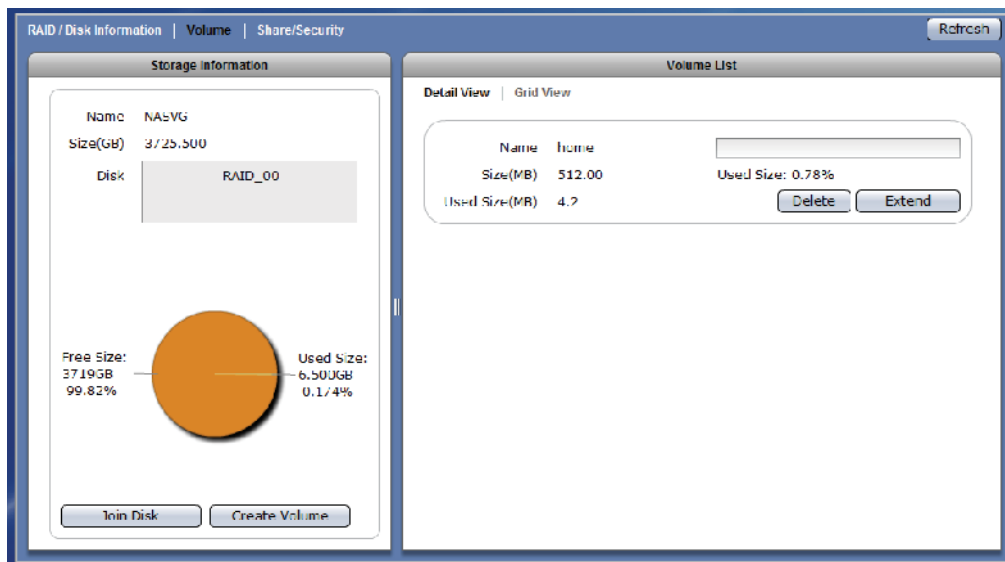 RAID / Disk Information | Volume | Share/Security
Refresh
Storage Information
Name NASVG
Size(GB) 3725.500
Disk RAID_00
Free Size:
3719GB
99.82%
Used Size:
6.500GB
0.174%
Join Disk
Create Volume
Volume List
Detail View | Grid View
Name home
Size(MB) 512.00
Used Size: 0.78%
Used Size(MB) 4.2
Delete
Extend